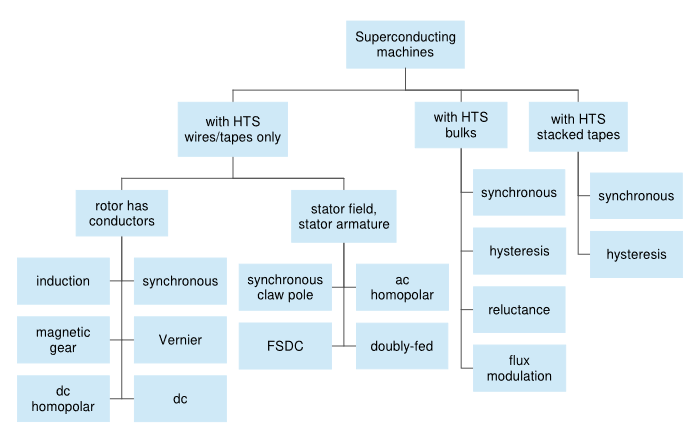 Superconducting
machines
with HTS
wires/tapes only
with HTS
bulks
with HTS
stacked tapes
rotor has
conductors
stator field,
stator armature
synchronous
hysteresis
reluctance
flux
modulation
synchronous
hysteresis
induction
synchronous
magnetic
gear
Vernier
dc
homopolar
dc
synchronous
claw pole
ac
homopolar
FSDC
doubly-fed